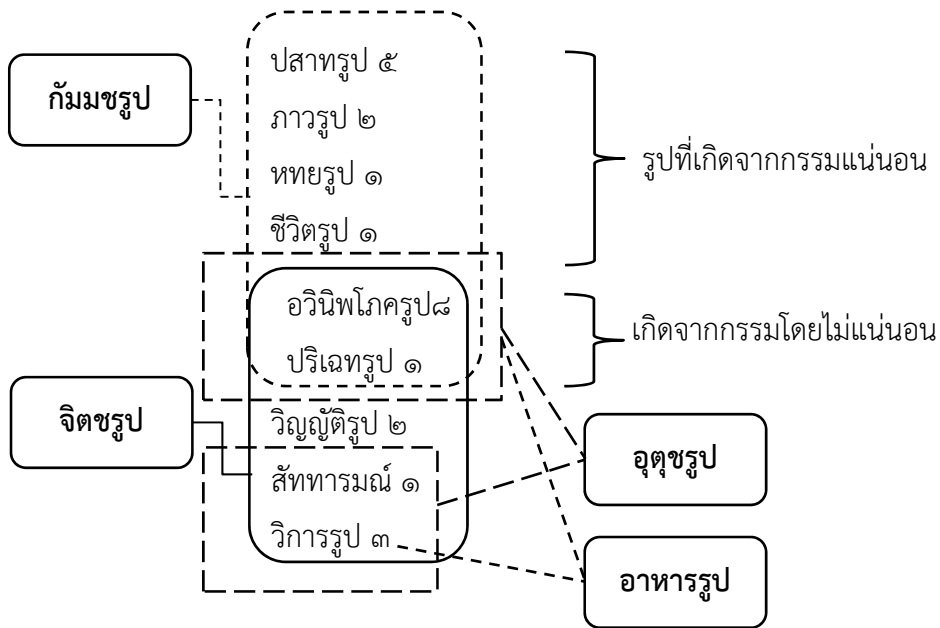 ปสาทรูป ๕
กัมมชรูป
ภาวรูป ๒
รูปที่เกิดจากกรรมแน่นอน
หทยรูป ๑
ชีวิตรูป ๑
อวินิพโภครูป๘
เกิดจากกรรมโดยไม่แน่นอน
ปริเฉทรูป ๑
จิตชรูป
วิญญัติรูป ๒
อุตุชรูป
สัททารมณ์ ๑
วิการรูป ๓
อาหารรูป